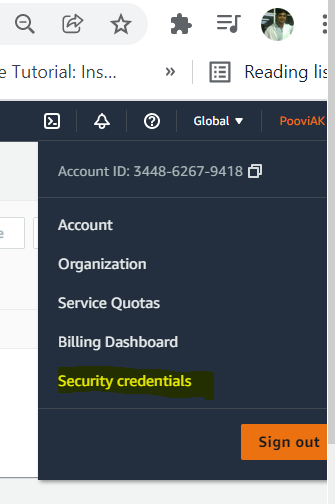 e Tutorial: Ins...
»
Reading lis
Global ▼
PooviAK
Account ID: 3448-6267-9418
Account
Organization
Service Quotas
Billing Dashboard
Security credentials
Sign out